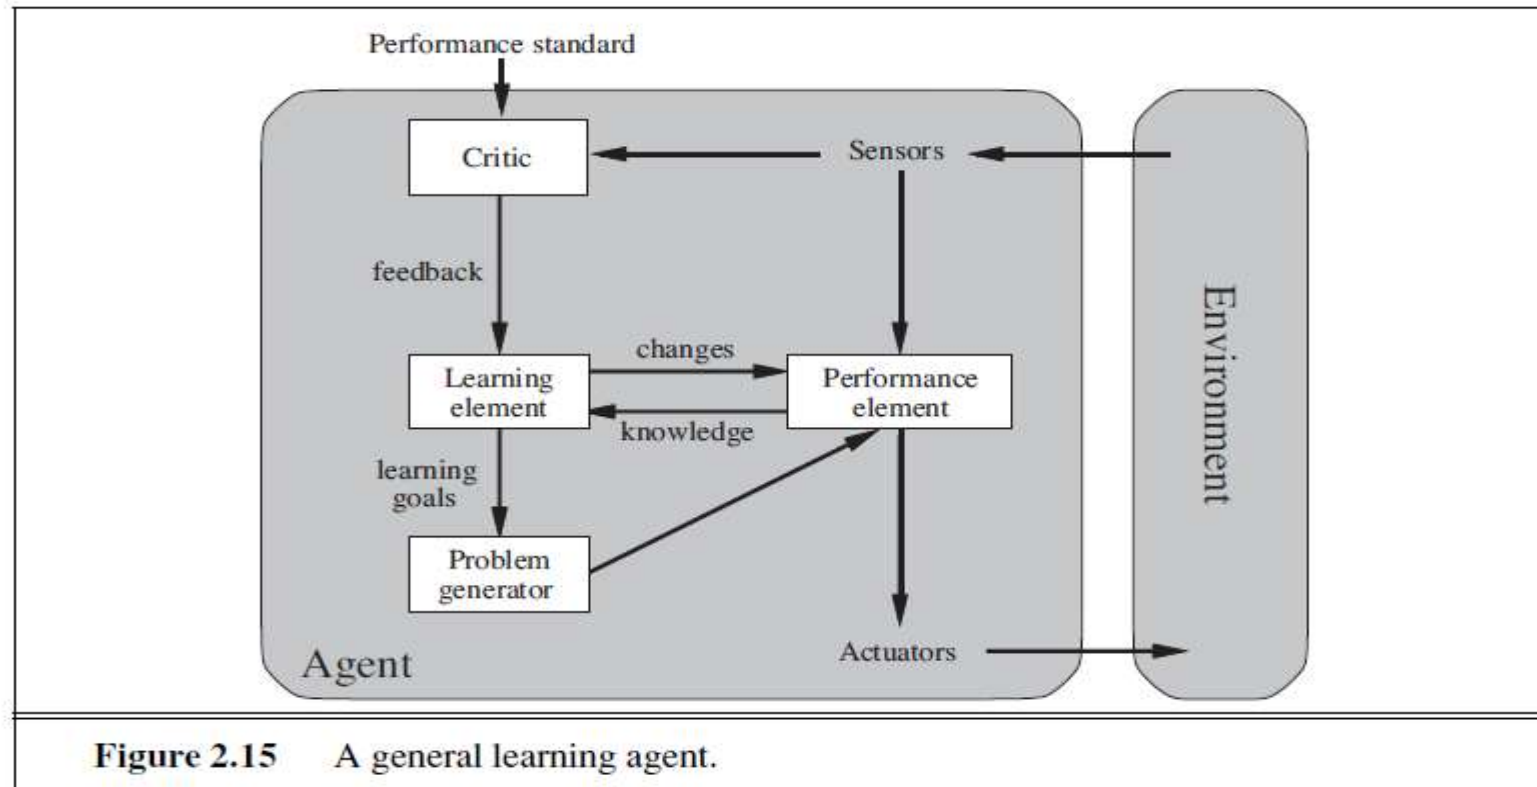 Performance standard
Critic
Sensors
feedback
changes
Learning
element
Performance
element
knowledge
learning
goals
Problem
generator
Agent
Actuators
Environment
Figure 2.15 A general learning agent.